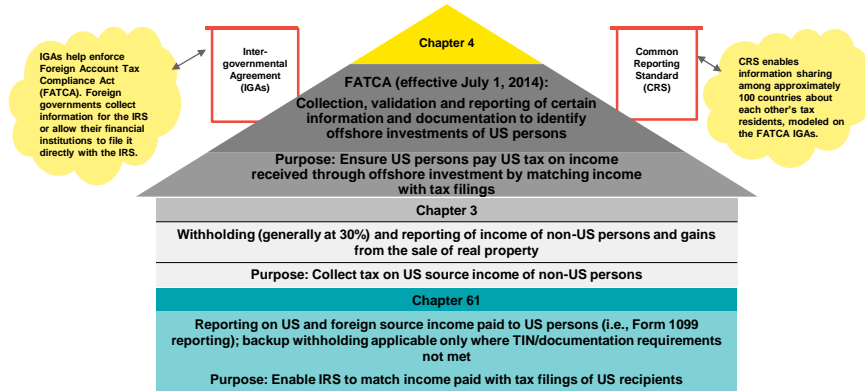 Chapter 4
IGAs help enforce
Foreign Account Tax
Compliance Act
(FATCA). Foreign
governments collect
information for the IRS
or allow their financial
institutions to file it
directly with the IRS.
Inter-
governmental
Agreement
(IGAs)
FATCA (effective July 1, 2014):
Collection, validation and reporting of certain
information and documentation to identify
offshore investments of US persons
Purpose: Ensure US persons pay US tax on income
received through offshore investment by matching income
with tax filings
Common
Reporting
Standard
(CRS)
CRS enables
information sharing
among approximately
100 countries about
each other's tax
residents, modeled on
the FATCA IGAs.
Chapter 3
Withholding (generally at 30%) and reporting of income of non-US persons and gains
from the sale of real property
Purpose: Collect tax on US source income of non-US persons
Chapter 61
Reporting on US and foreign source income paid to US persons (i.e., Form 1099
reporting); backup withholding applicable only where TIN/documentation requirements
not met
Purpose: Enable IRS to match income paid with tax filings of US recipients